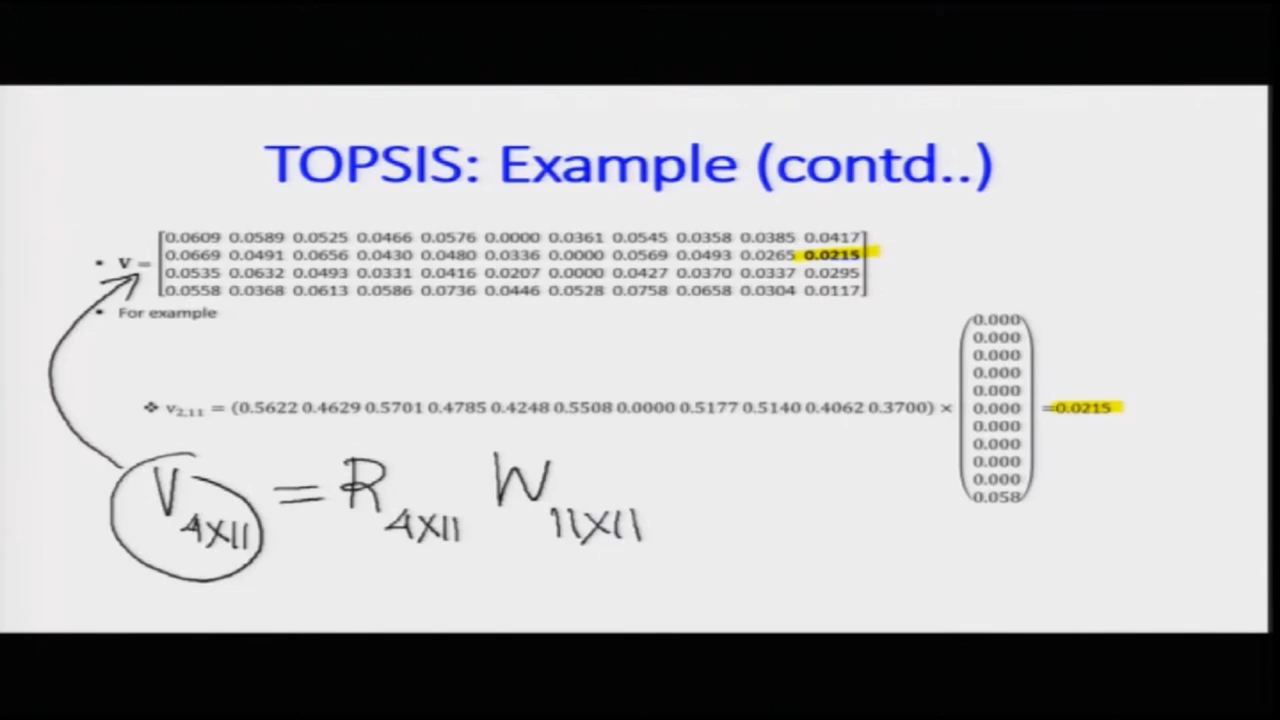 TOPSIS: Example (contd..)
• V = [0.0609 0.0589 0.0525 0.0466 0.0576 0.0000 0.0361 0.0545 0.0358 0.0385 0.0417
0.0669 0.0491 0.0656 0.0430 0.0480 0.0336 0.0000 0.0569 0.0493 0.0265 0.0215
0.0535 0.0632 0.0493 0.0331 0.0416 0.0207 0.0000 0.0427 0.0370 0.0337 0.0295
0.0558 0.0368 0.0613 0.0586 0.0736 0.0446 0.0528 0.0758 0.0658 0.0304 0.0117]
• For example
❖ v2,11 = (0.5622 0.4629 0.5701 0.4785 0.4248 0.5508 0.0000 0.5177 0.5140 0.4062 0.3700) ×
0.000
0.000
0.000
0.000
0.000
0.000
0.000
0.000
0.000
0.000
0.058
=0.0215
V4X11 = R4X11 W11X11